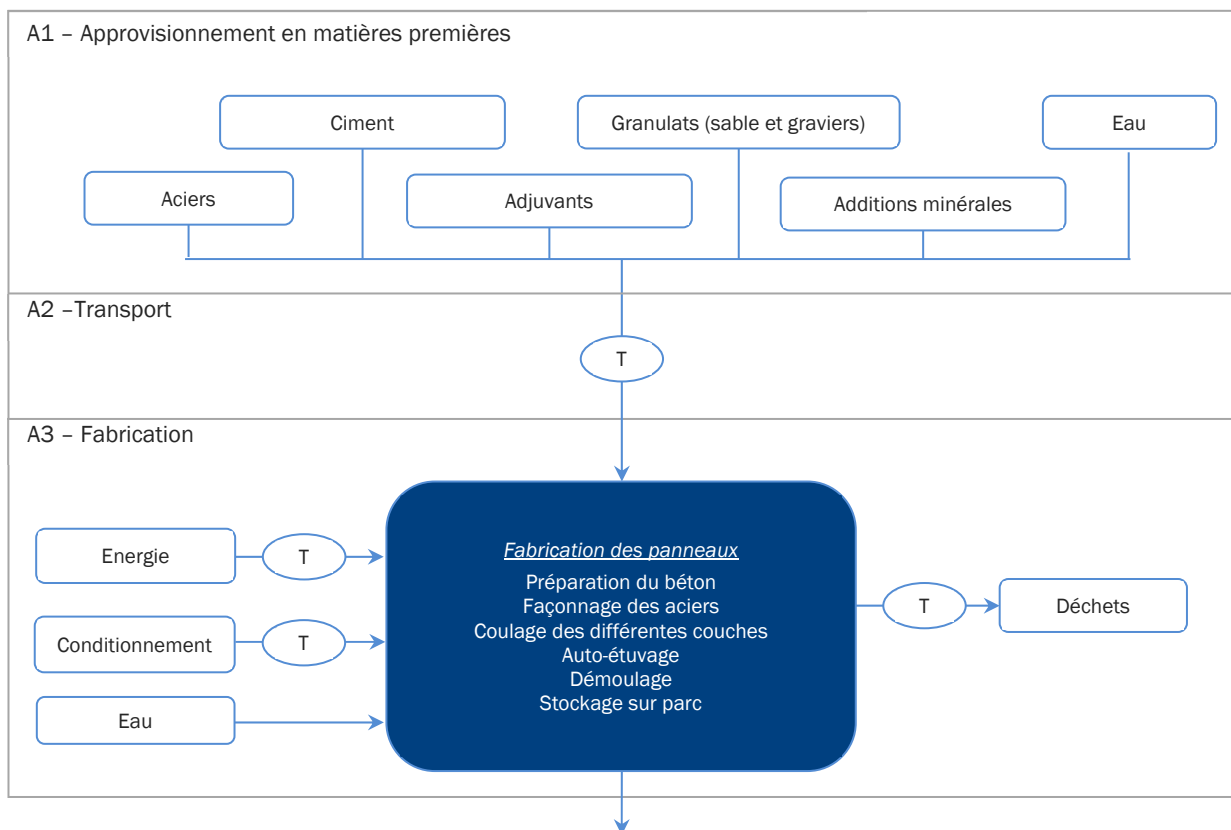 A1 – Approvisionnement en matières premières
Ciment
Granulats (sable et graviers)
Eau
Aciers
Adjuvants
Additions minérales
A2 –Transport
T
A3 – Fabrication
Fabrication des panneaux
Préparation du béton
Façonnage des aciers
Coulage des différentes couches
Auto-étuvage
Démoulage
Stockage sur parc
Energie
T
Conditionnement
T
Eau
T
Déchets